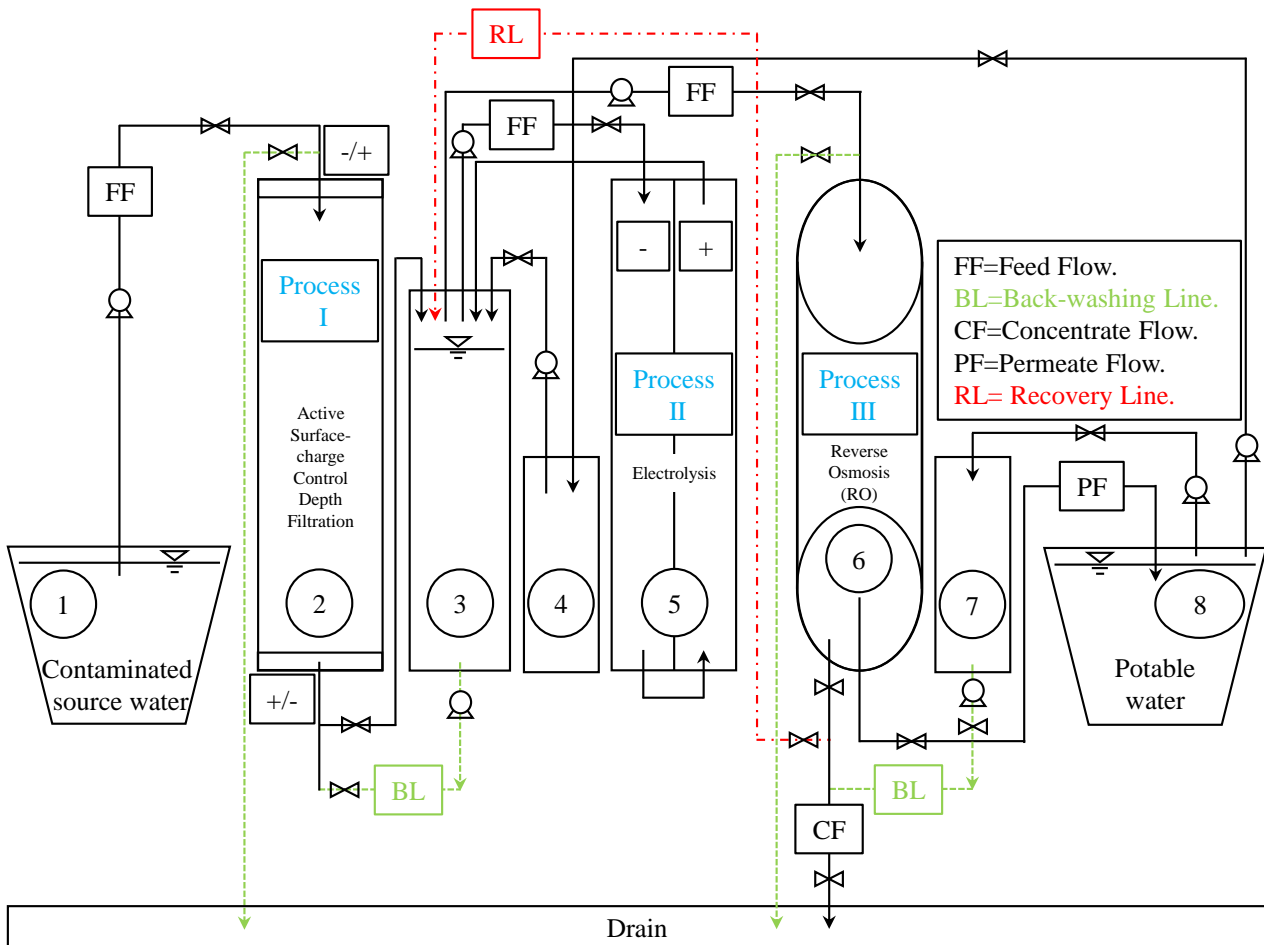 RL
FF
FF
-/+
FF
-
+
Process
I
FF=Feed Flow.
BL=Back-washing Line.
CF=Concentrate Flow.
PF=Permeate Flow.
RL= Recovery Line.
Process
II
Process
III
Active
Surface-
charge
Control
Depth
Filtration
Electrolysis
Reverse
Osmosis
(RO)
PF
1
2
3
4
5
6
7
8
Contaminated
source water
Potable
water
+/-
BL
BL
CF
Drain